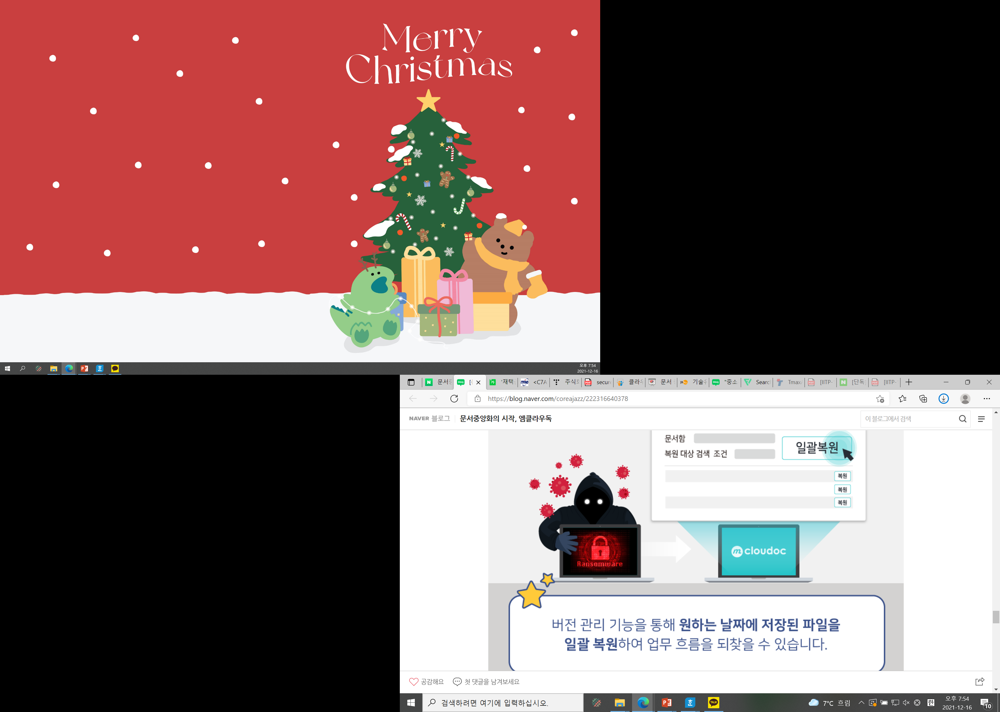 Merry
Christmas
오후 7:54
2021-12-16
문서중
[
'재택
<C7A
주식회
secure
클라우
문서
기술유
"중소
Searc
TmaxA
[IITP-
[단독
[IITP-
https://blog.naver.com/coreajazz/222316640378
NAVER 블로그 문서중앙화의 시작, 엠클라우독
이 블로그에서 검색
문서함
일괄복원
복원 대상 검색 조건
복원
복원
복원
Ransomware
m cloudoc
버전 관리 기능을 통해 원하는 날짜에 저장된 파일을
일괄 복원하여 업무 흐름을 되찾을 수 있습니다.
공감해요 첫 댓글을 남겨보세요
검색하려면 여기에 입력하십시오.
TALK
7°C 흐림
한
오후 7:54
2021-12-16
10